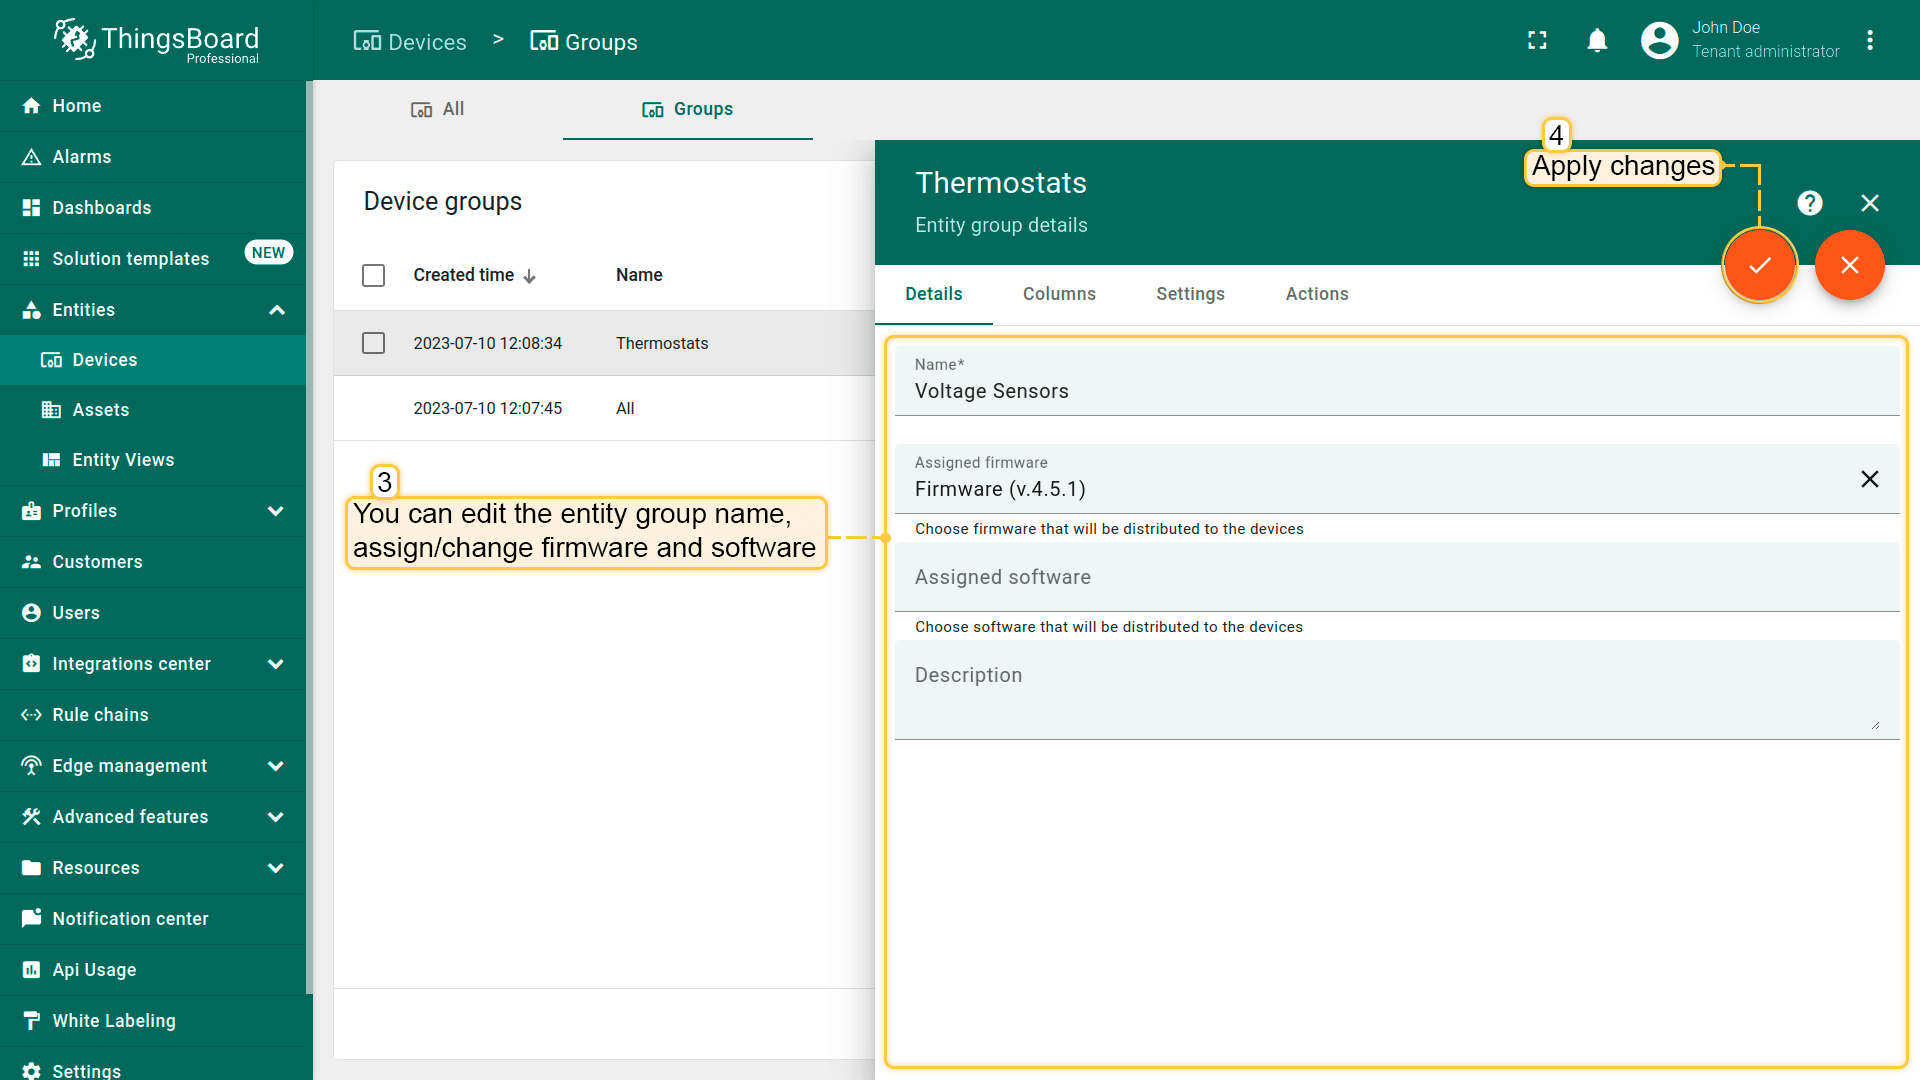 ThingsBoard
Professional
Devices > Groups
John Doe
Tenant administrator
Home
Alarms
Dashboards
Solution templates NEW
Entities
Devices
Assets
Entity Views
Profiles
Customers
Users
Integrations center
Rule chains
Edge management
Advanced features
Resources
Notification center
Api Usage
White Labeling
Settings
All
Groups
Device groups
Created time Name
2023-07-10 12:08:34 Thermostats
2023-07-10 12:07:45 All
3
You can edit the entity group name,
assign/change firmware and software
4
Apply changes
Thermostats
Entity group details
Details Columns Settings Actions
Name*
Voltage Sensors
Assigned firmware
Firmware (v.4.5.1)
Choose firmware that will be distributed to the devices
Assigned software
Choose software that will be distributed to the devices
Description